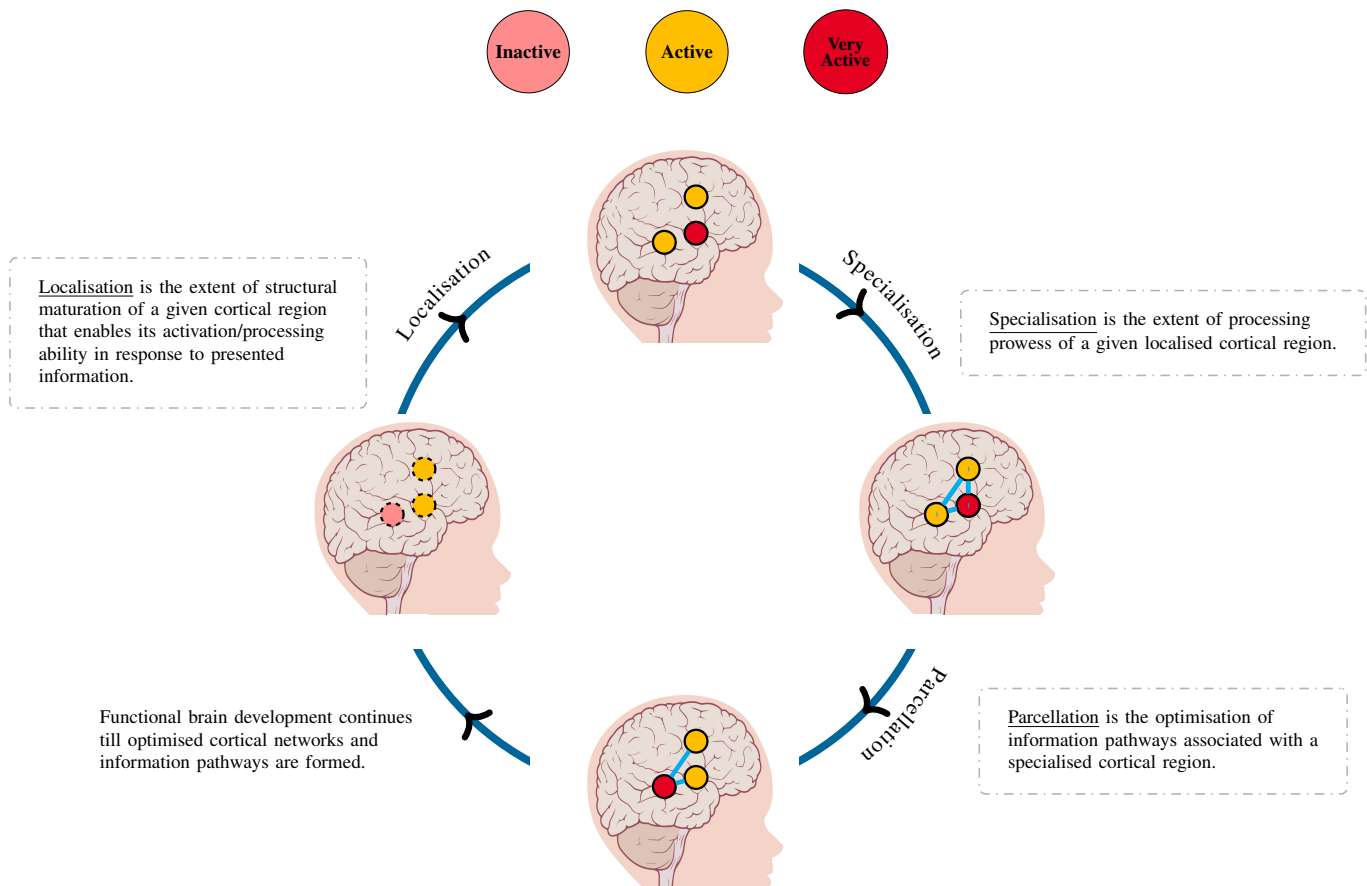 Inactive
Active
Very
Active
Localisation
Specialisation
Localisation is the extent of structural
maturation of a given cortical region
that enables its activation/processing
ability in response to presented
information.
Specialisation is the extent of processing
prowess of a given localised cortical region.
Parcellation
Functional brain development continues
till optimised cortical networks and
information pathways are formed.
Parcellation is the optimisation of
information pathways associated with a
specialised cortical region.